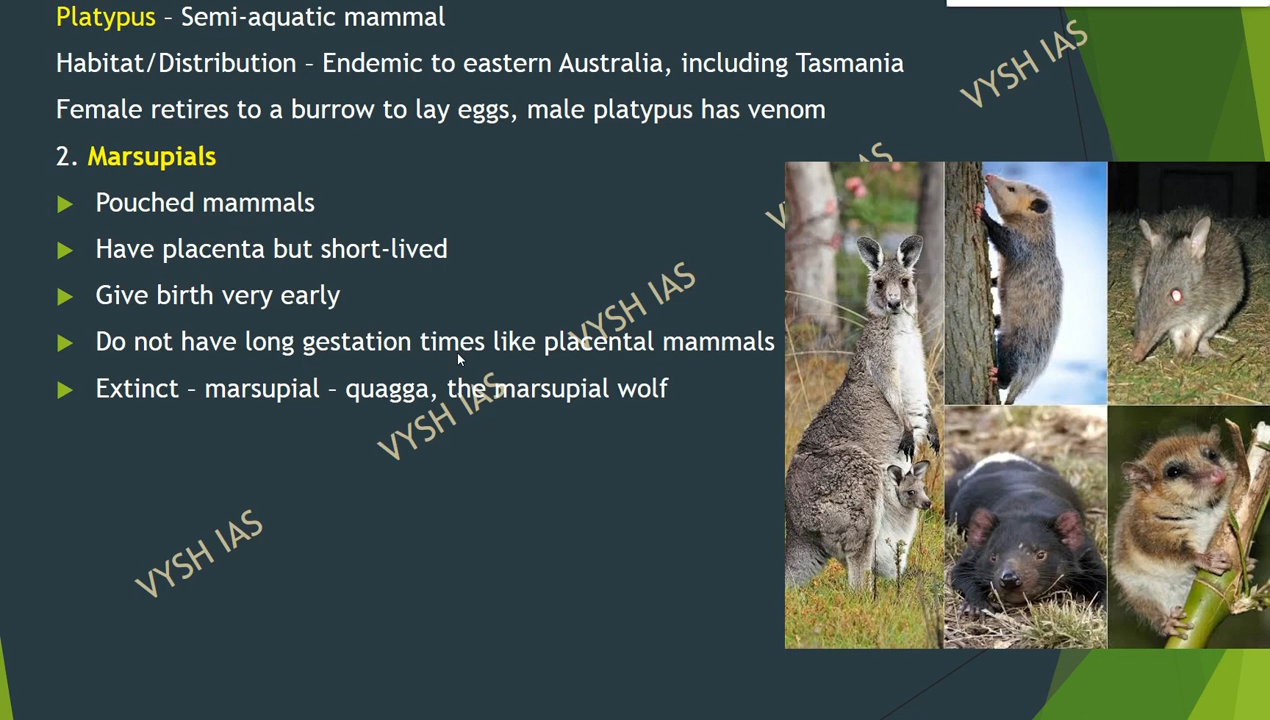 Platypus – Semi-aquatic mammal
Habitat/Distribution – Endemic to eastern Australia, including Tasmania
Female retires to a burrow to lay eggs, male platypus has venom
2. Marsupials
Pouched mammals
Have placenta but short-lived
Give birth very early
Do not have long gestation times like placental mammals
Extinct – marsupial – quagga, the marsupial wolf
VYSH IAS
VYSH IAS
VYSH IAS
VYSH IAS